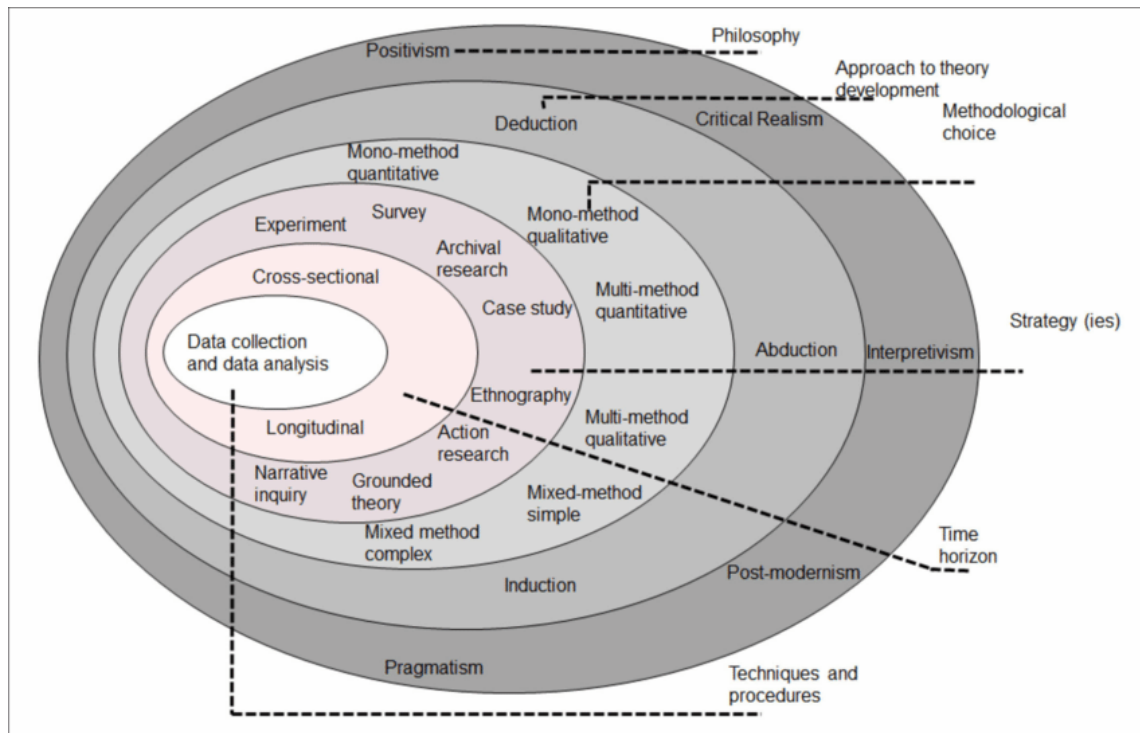 Philosophy
Positivism
Approach to theory
development
Methodological
choice
Critical Realism
Deduction
Mono-method
quantitative
Mono-method
qualitative
Survey
Experiment
Archival
research
Cross-sectional
Case study
Multi-method
quantitative
Strategy (ies)
Data collection
and data analysis
Abduction
Interpretivism
Ethnography
Multi-method
qualitative
Longitudinal
Action
research
Narrative
inquiry
Grounded
theory
Mixed-method
simple
Mixed method
complex
Time
horizon
Post-modernism
Induction
Pragmatism
Techniques and
procedures